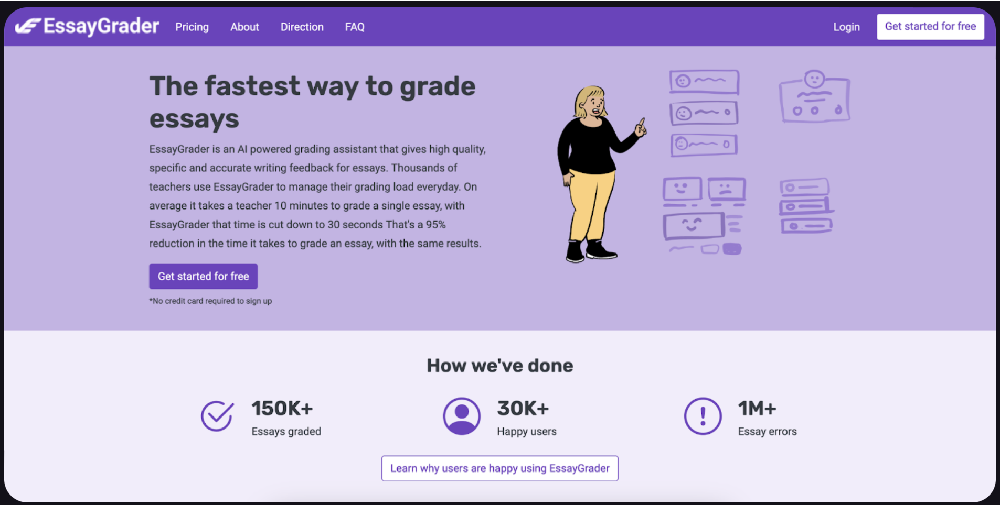 EssayGrader
Pricing
About
Direction
FAQ
Login
Get started for free
The fastest way to grade
essays
EssayGrader is an AI powered grading assistant that gives high quality,
specific and accurate writing feedback for essays. Thousands of
teachers use EssayGrader to manage their grading load everyday. On
average it takes a teacher 10 minutes to grade a single essay, with
EssayGrader that time is cut down to 30 seconds That's a 95%
reduction in the time it takes to grade an essay, with the same results.
Get started for free
*No credit card required to sign up
How we've done
150K+
Essays graded
30K+
Happy users
1M+
Essay errors
Learn why users are happy using EssayGrader